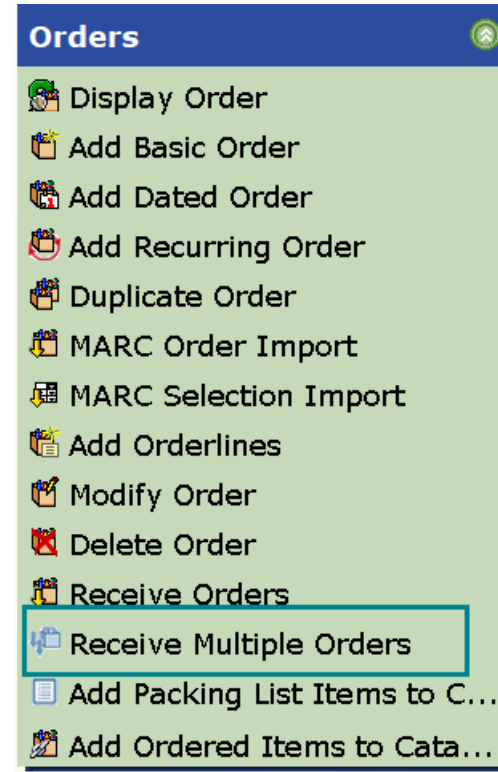 Orders
Display Order
Add Basic Order
Add Dated Order
Add Recurring Order
Duplicate Order
MARC Order Import
MARC Selection Import
Add Orderlines
Modify Order
Delete Order
Receive Orders
Receive Multiple Orders
Add Packing List Items to C...
Add Ordered Items to Cata...